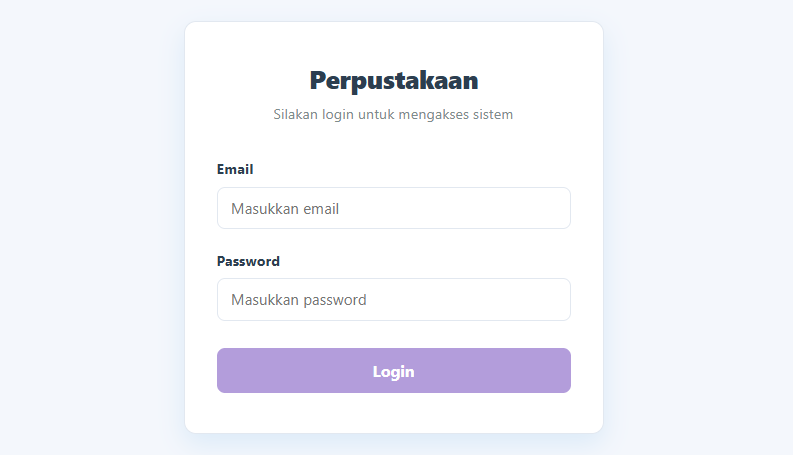 Perpustakaan
Silakan login untuk mengakses sistem
Email
Masukkan email
Password
Masukkan password
Login